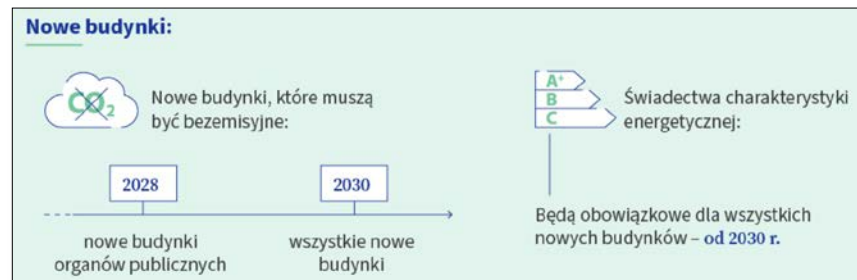 Nowe budynki:
CO₂
Nowe budynki, które muszą
być bezemisyjne:
2028
2030
nowe budynki
organów publicznych
wszystkie nowe
budynki
A⁺
B
C
Świadectwa charakterystyki
energetycznej:
Będą obowiązkowe dla wszystkich
nowych budynków – od 2030 r.